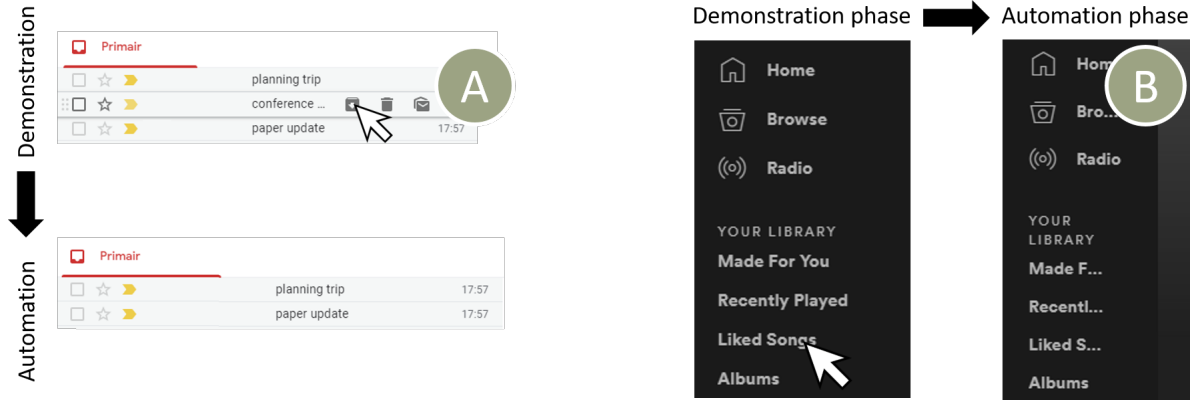 Demonstration
Primair
planning trip
conference ...
paper update
17:57
A
Automation
Primair
planning trip
17:57
paper update
17:57
Demonstration phase
Automation phase
Home
Browse
Radio
YOUR LIBRARY
Made For You
Recently Played
Liked Songs
Albums
B
Hom
Bro...
Radio
YOUR
LIBRARY
Made F...
Recentl...
Liked S...
Albums